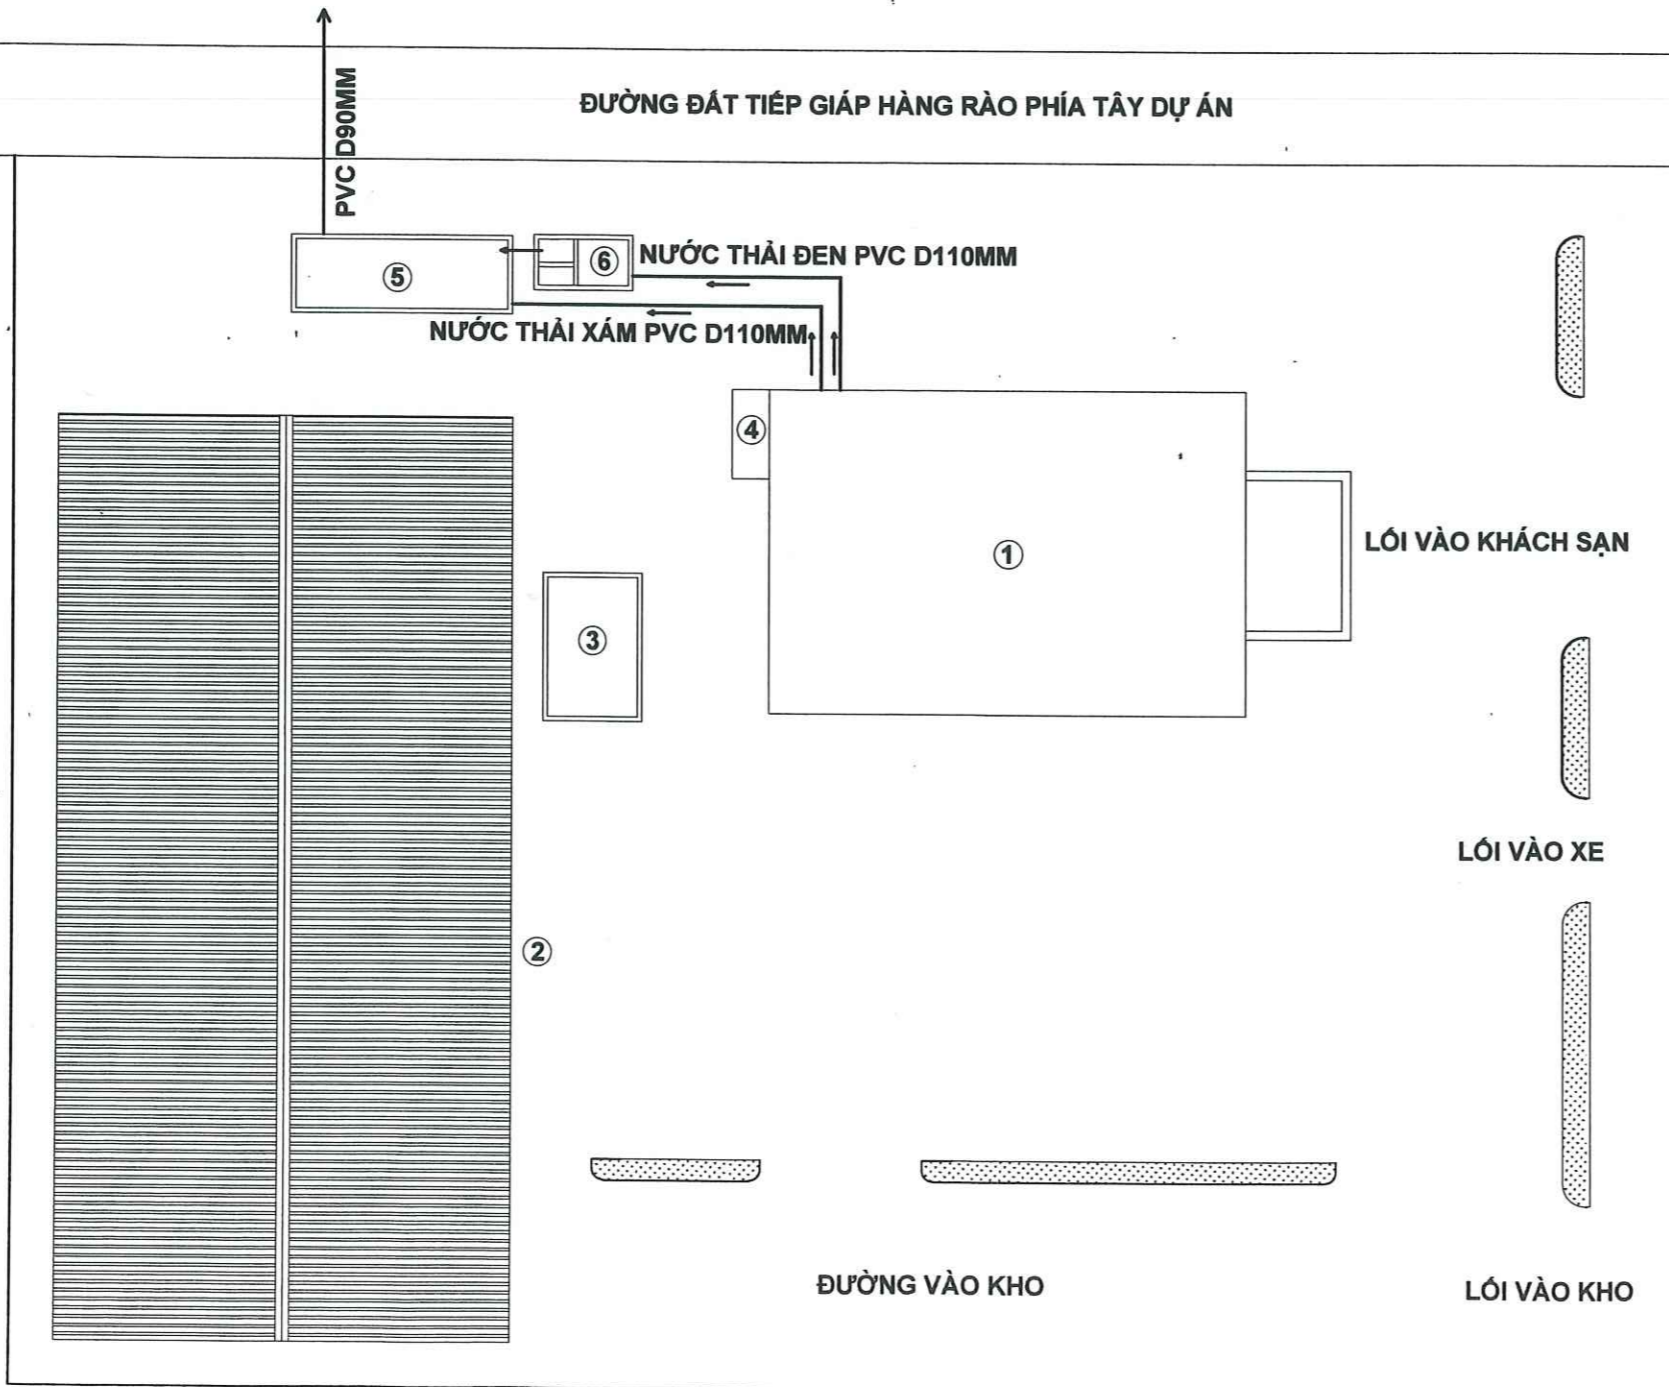 ĐƯỜNG ĐẤT TIẾP GIÁP HÀNG RÀO PHÍA TÂY DỰ ÁN
PVC D90MM
NƯỚC THẢI ĐEN PVC D110MM
6
5
NƯỚC THẢI XÁM PVC D110MM
4
1
LỐI VÀO KHÁCH SẠN
3
LỐI VÀO XE
2
ĐƯỜNG VÀO KHO
LỐI VÀO KHO